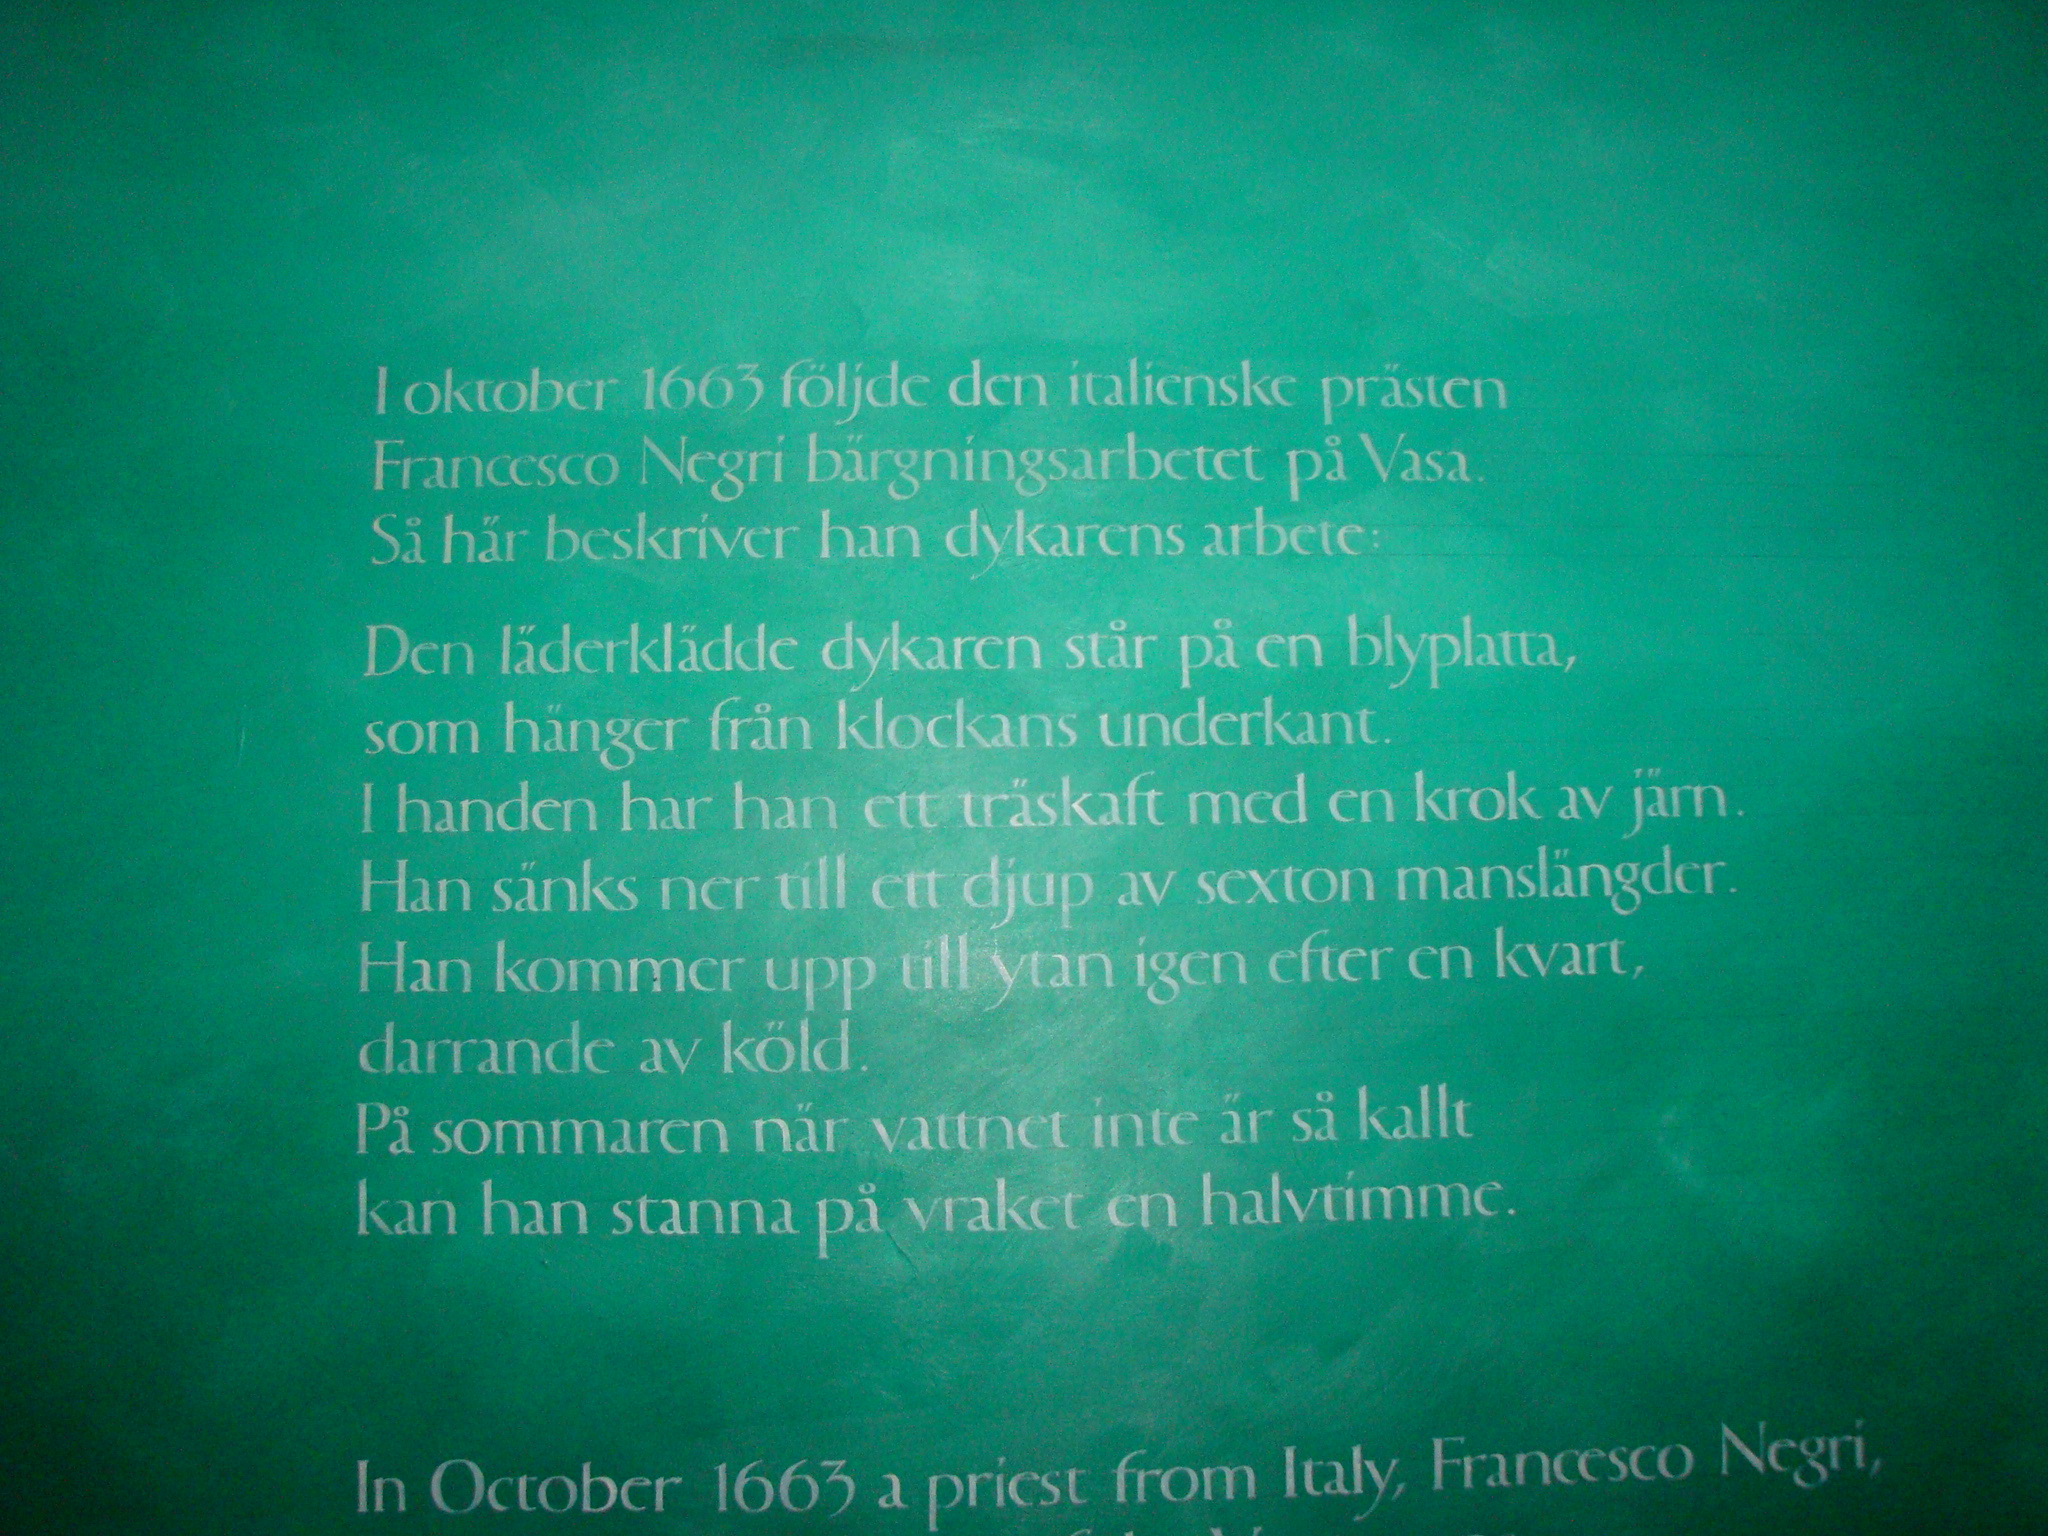 I oktober 1663 följde den italienske prästen
Francesco Negri bärgningsarbetet på Vasa.
Så här beskriver han dykarens arbete:
Den läderklädde dykaren står på en blyplatta,
som hänger från klockans underkant.
I handen har han ett träskaft med en krok av järn.
Han sänks ner till ett djup av sexton manslängder.
Han kommer upp till ytan igen efter en kvart,
darrande av köld.
På sommaren när vattnet inte är så kallt
kan han stanna på vraket en halvtimme.
In October 1663 a priest from Italy, Francesco Negri,